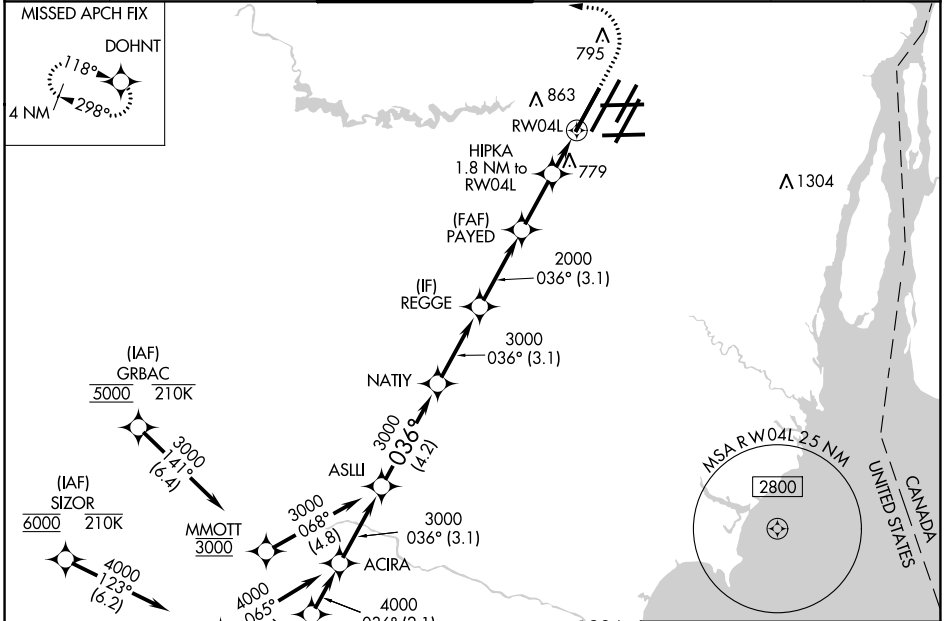 MISSED APCH FIX
DOHNT
118°
298°
4 NM
795
863
RW04L
HIPKA
1.8 NM to
RW04L
779
1304
(FAF)
PAYED
2000
036° (3.1)
(IF)
REGGE
3000
036° (3.1)
NATIY
(IAF)
GRBAC
5000 210K
3000
141°
(6.4)
3000
036°
(4.2)
ASLLI
(IAF)
SIZOR
6000 210K
4000
123°
(6.2)
MMOTT
3000
3000
068°
(4.8)
3000
036° (3.1)
ACIRA
4000
065°
4000
MSA RW04L 25 NM
2800
CANADA
UNITED STATES